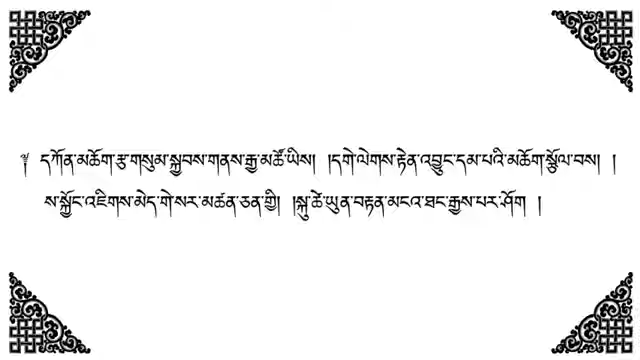 ༈ དཀོན་མཆོག་རྩ་གསུམ་སྐྱབས་གནས་རྒྱ་མཚོ་ཡིས། །དགེ་ལེགས་རྟེན་འབྱུང་དམ་པའི་མཆོག་སྩོལ་བས། །
ས་སྐྱོང་འཇིགས་མེད་གེ་སར་མཚན་ཅན་གྱི། །སྐུ་ཚེ་ཡུན་བརྟན་མངའ་ཐང་རྒྱས་པར་ཤོག །